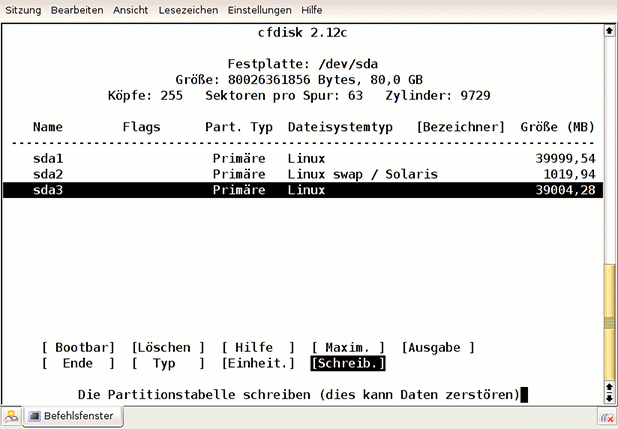 Sitzung Bearbeiten Ansicht Lesezeichen Einstellungen Hilfe
cfdisk 2.12c
Festplatte: /dev/sda
Größe: 80026361856 Bytes, 80,0 GB
Köpfe: 255 Sektoren pro Spur: 63 Zylinder: 9729
Name Flags Part. Typ Dateisystemtyp [Bezeichner] Größe (MB)
sda1 Primäre Linux 39999,54
sda2 Primäre Linux swap / Solaris 1019,94
sda3 Primäre Linux 39004,28
[ Bootbar] [Löschen ] [ Hilfe ] [ Maxim. ] [Ausgabe ]
[ Ende ] [ Typ ] [Einheit.] [Schreib.]
Die Partitionstabelle schreiben (dies kann Daten zerstören)
Befehlsfenster